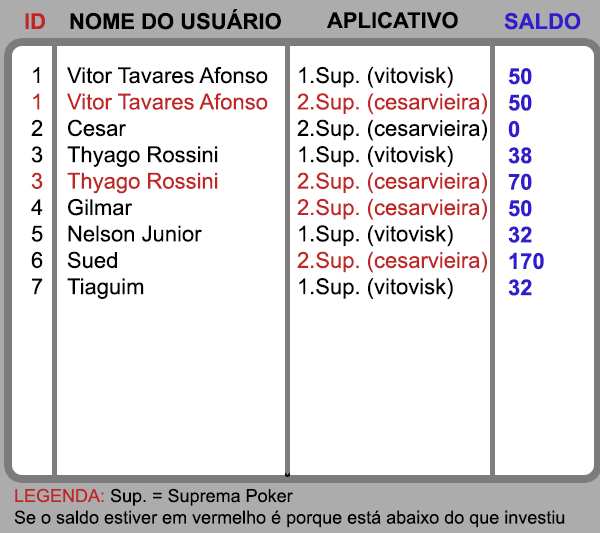 ID NOME DO USUÁRIO APLICATIVO SALDO
1 Vitor Tavares Afonso 1.Sup. (vitovisk) 50
1 Vitor Tavares Afonso 2.Sup. (cesarvieira) 50
2 Cesar 2.Sup. (cesarvieira) 0
3 Thyago Rossini 1.Sup. (vitovisk) 38
3 Thyago Rossini 2.Sup. (cesarvieira) 70
4 Gilmar 2.Sup. (cesarvieira) 50
5 Nelson Junior 1.Sup. (vitovisk) 32
6 Sued 2.Sup. (cesarvieira) 170
7 Tiaguim 1.Sup. (vitovisk) 32
LEGENDA: Sup. = Suprema Poker
Se o saldo estiver em vermelho é porque está abaixo do que investiu